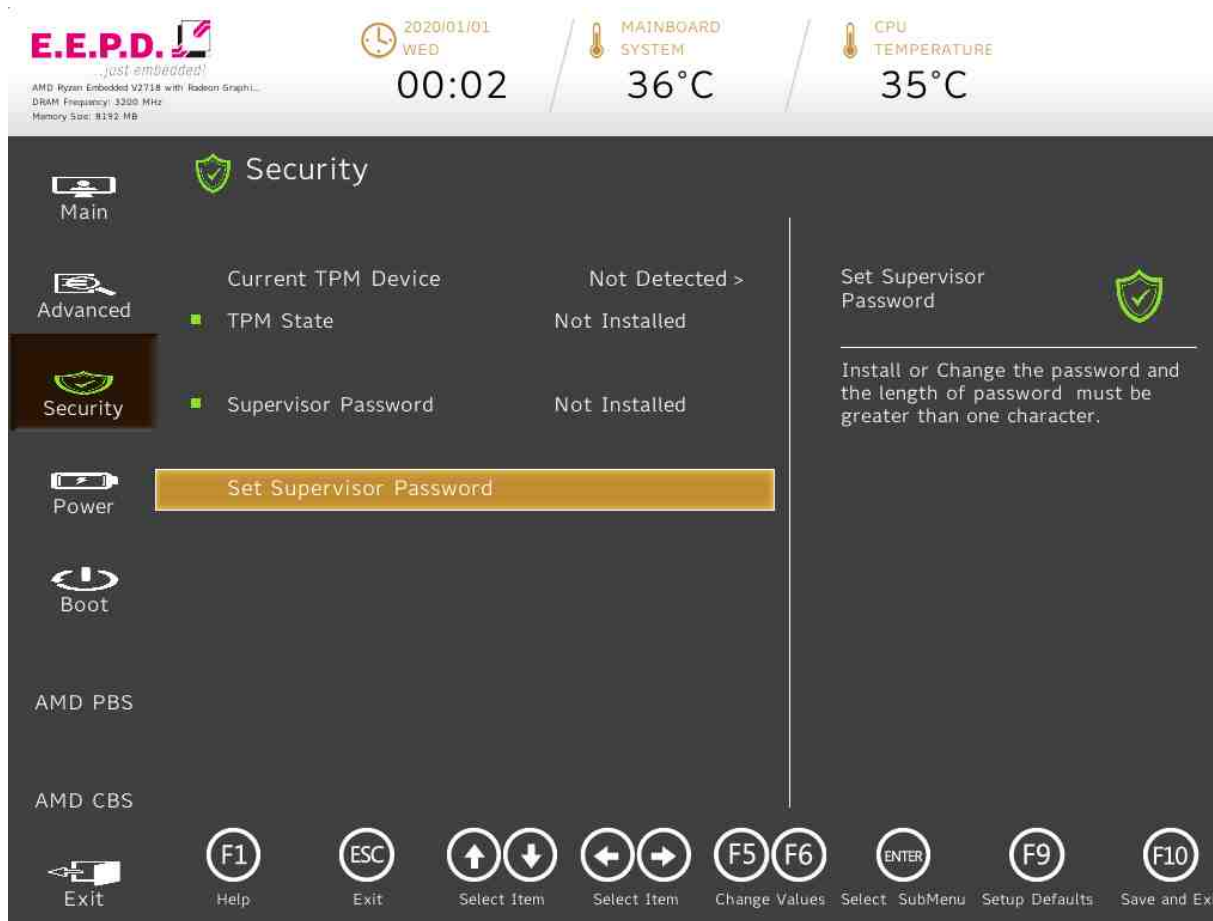 E.E.P.D.
...just embedded!
AMD Ryzen Embedded V2718 with Radeon Graphi...
DRAM Frequency: 3200 MHz
Memory Size: 8192 MB
2020/01/01
WED
00:02
MAINBOARD
SYSTEM
36°C
CPU
TEMPERATURE
35°C
Main
Advanced
Security
Power
Boot
AMD PBS
AMD CBS
Exit
Security
Current TPM Device Not Detected >
TPM State Not Installed
Supervisor Password Not Installed
Set Supervisor Password
Set Supervisor
Password
Install or Change the password and
the length of password must be
greater than one character.
F1 ESC F5 F6 ENTER F9 F10
Help Exit Select Item Select Item Change Values Select SubMenu Setup Defaults Save and Ex